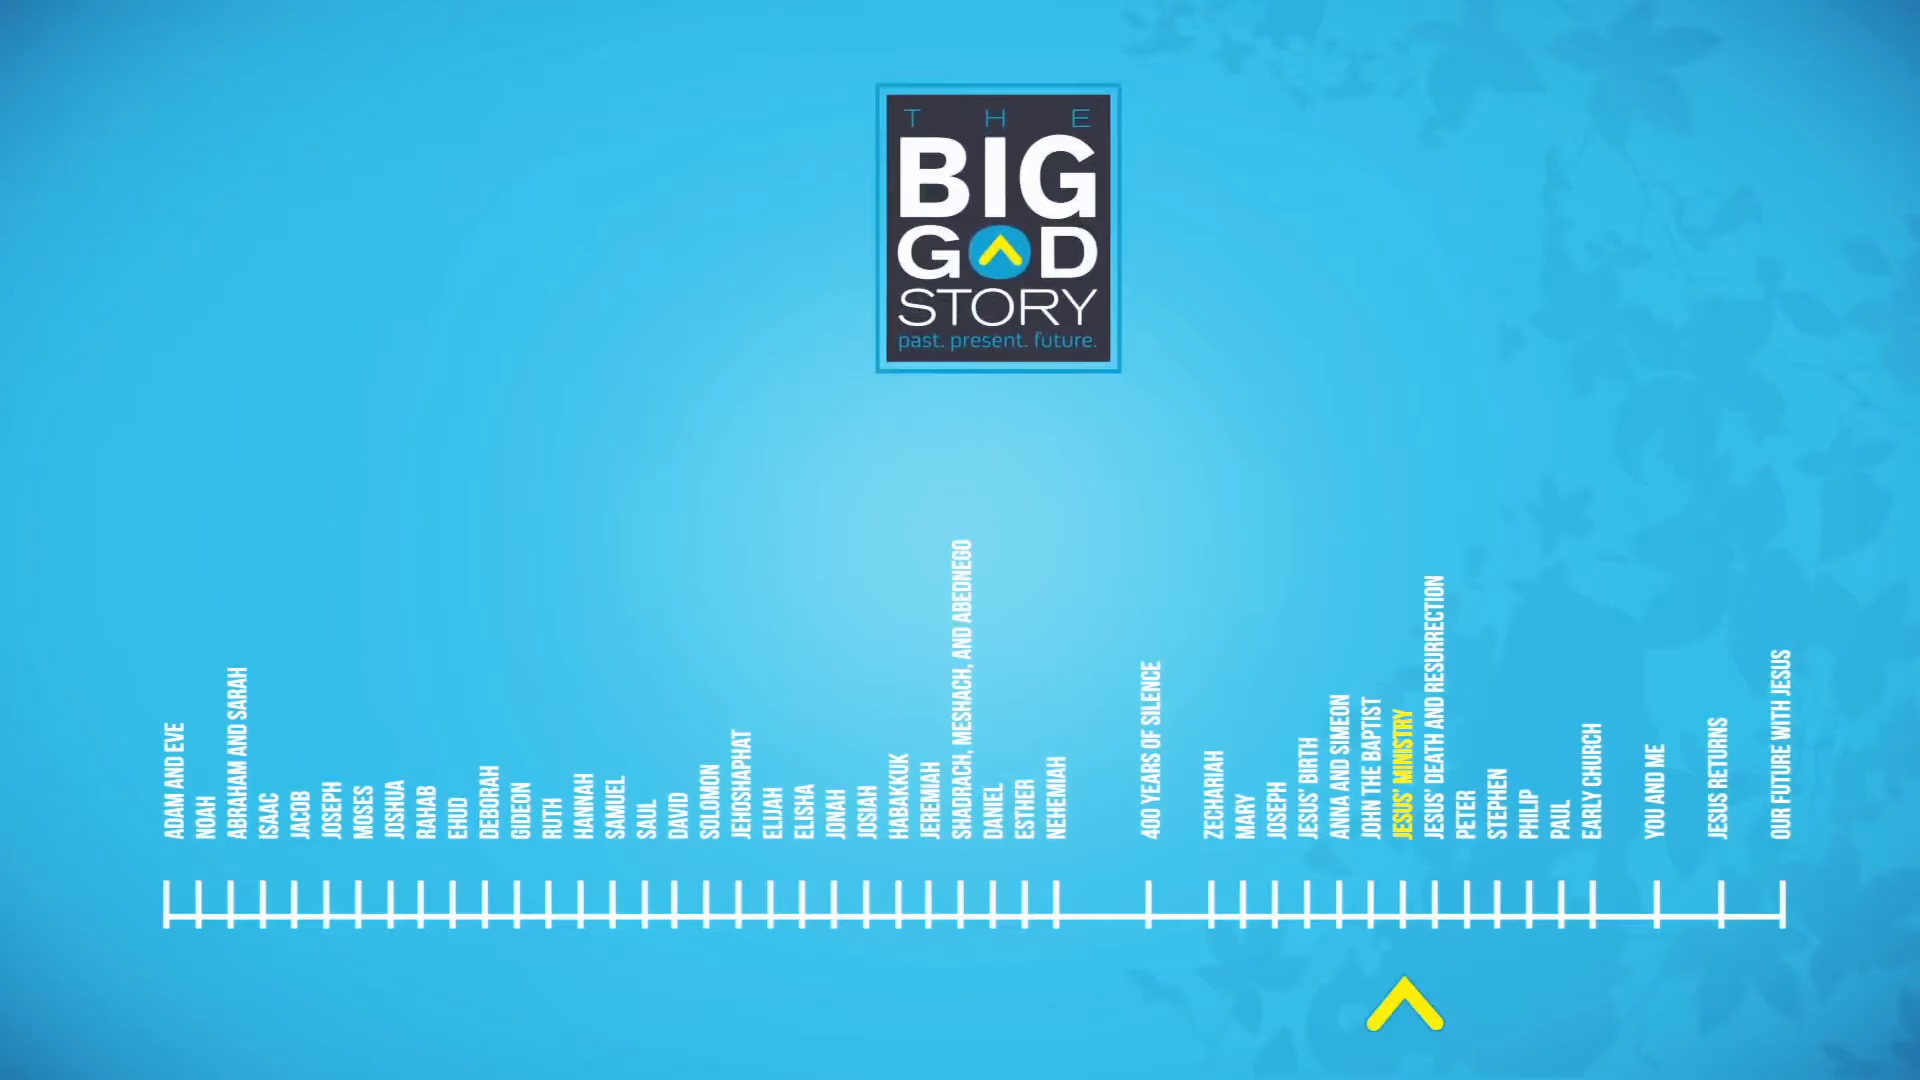 THE
BIG
GOD
STORY
past. present. future.
ADAM AND EVE
NOAH
ABRAHAM AND SARAH
ISAAC
JACOB
JOSEPH
MOSES
JOSHUA
RAHAB
EHUD
DEBORAH
GIDEON
RUTH
HANNAH
SAMUEL
SAUL
DAVID
SOLOMON
JEHOSHAPHAT
ELIJAH
ELISHA
JONAH
JOSIAH
HABAKKUK
JEREMIAH
SHADRACH, MESHACH, AND ABEDNEGO
DANIEL
ESTHER
NEHEMIAH
400 YEARS OF SILENCE
ZECHARIAH
MARY
JOSEPH
JESUS' BIRTH
ANNA AND SIMEON
JOHN THE BAPTIST
JESUS' MINISTRY
JESUS' DEATH AND RESURRECTION
PETER
STEPHEN
PHILIP
PAUL
EARLY CHURCH
YOU AND ME
JESUS RETURNS
OUR FUTURE WITH JESUS